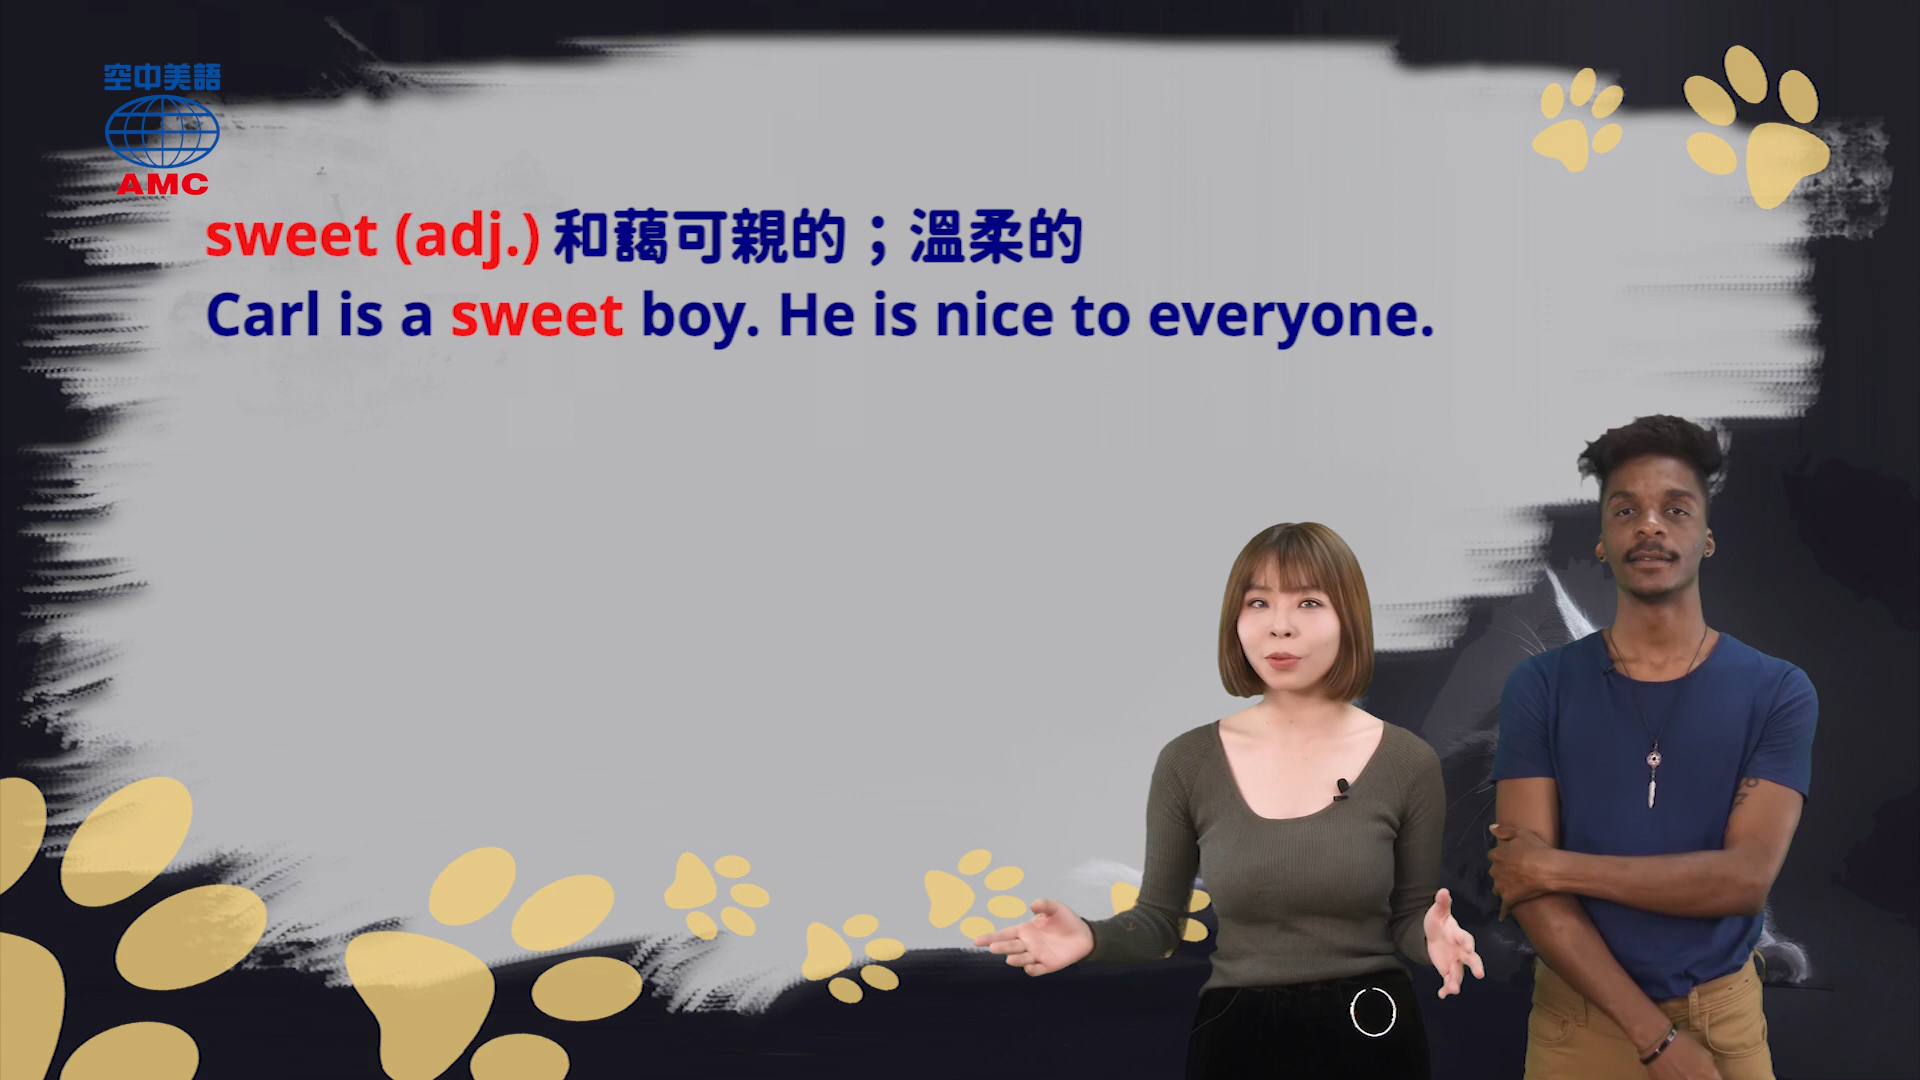 空中美語
AMC
sweet (adj.) 和藹可親的；溫柔的
Carl is a sweet boy. He is nice to everyone.